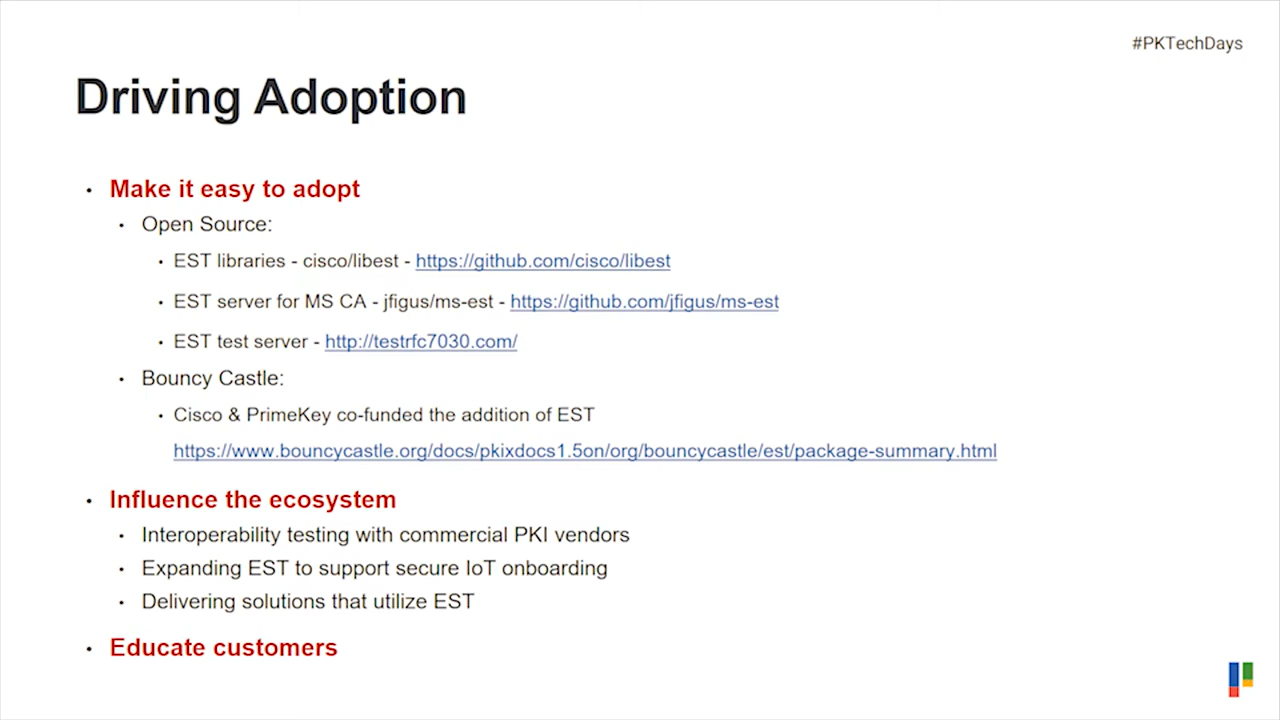 #PKTechDays
Driving Adoption
• Make it easy to adopt
• Open Source:
• EST libraries - cisco/libest - https://github.com/cisco/libest
• EST server for MS CA - jfigus/ms-est - https://github.com/jfigus/ms-est
• EST test server - http://testrfc7030.com/
• Bouncy Castle:
• Cisco & PrimeKey co-funded the addition of EST
https://www.bouncycastle.org/docs/pkixdocs1.5on/org/bouncycastle/est/package-summary.html
• Influence the ecosystem
• Interoperability testing with commercial PKI vendors
• Expanding EST to support secure IoT onboarding
• Delivering solutions that utilize EST
• Educate customers